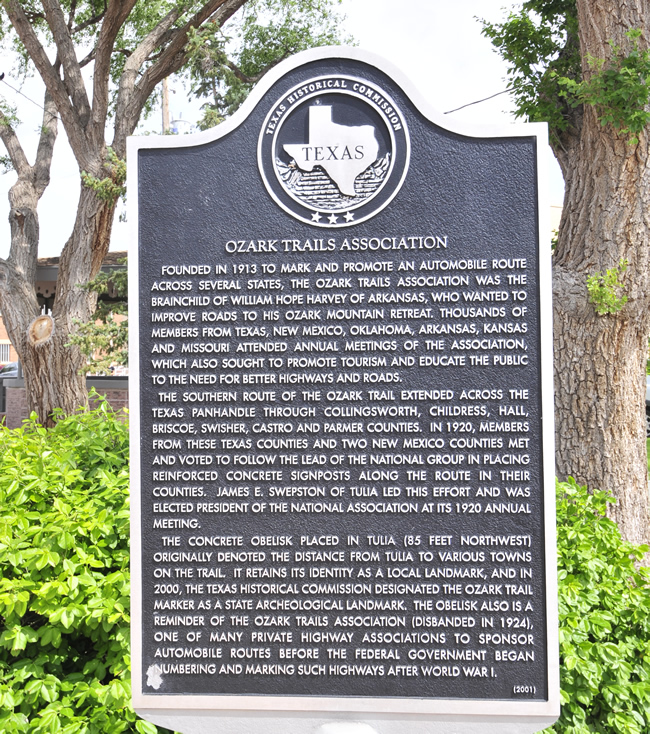 TEXAS HISTORICAL COMMISSION
TEXAS
OZARK TRAILS ASSOCIATION
FOUNDED IN 1913 TO MARK AND PROMOTE AN AUTOMOBILE ROUTE
ACROSS SEVERAL STATES, THE OZARK TRAILS ASSOCIATION WAS THE
BRAINCHILD OF WILLIAM HOPE HARVEY OF ARKANSAS, WHO WANTED TO
IMPROVE ROADS TO HIS OZARK MOUNTAIN RETREAT. THOUSANDS OF
MEMBERS FROM TEXAS, NEW MEXICO, OKLAHOMA, ARKANSAS, KANSAS
AND MISSOURI ATTENDED ANNUAL MEETINGS OF THE ASSOCIATION,
WHICH ALSO SOUGHT TO PROMOTE TOURISM AND EDUCATE THE PUBLIC
TO THE NEED FOR BETTER HIGHWAYS AND ROADS.
THE SOUTHERN ROUTE OF THE OZARK TRAIL EXTENDED ACROSS THE
TEXAS PANHANDLE THROUGH COLLINGSWORTH, CHILDRESS, HALL,
BRISCOE, SWISHER, CASTRO AND PARMER COUNTIES. IN 1920, MEMBERS
FROM THESE TEXAS COUNTIES AND TWO NEW MEXICO COUNTIES MET
AND VOTED TO FOLLOW THE LEAD OF THE NATIONAL GROUP IN PLACING
REINFORCED CONCRETE SIGNPOSTS ALONG THE ROUTE IN THEIR
COUNTIES. JAMES E. SWEPSTON OF TULIA LED THIS EFFORT AND WAS
ELECTED PRESIDENT OF THE NATIONAL ASSOCIATION AT ITS 1920 ANNUAL
MEETING.
THE CONCRETE OBELISK PLACED IN TULIA (85 FEET NORTHWEST)
ORIGINALLY DENOTED THE DISTANCE FROM TULIA TO VARIOUS TOWNS
ON THE TRAIL. IT RETAINS ITS IDENTITY AS A LOCAL LANDMARK, AND IN
2000, THE TEXAS HISTORICAL COMMISSION DESIGNATED THE OZARK TRAIL
MARKER AS A STATE ARCHEOLOGICAL LANDMARK. THE OBELISK ALSO IS A
REMINDER OF THE OZARK TRAILS ASSOCIATION (DISBANDED IN 1924),
ONE OF MANY PRIVATE HIGHWAY ASSOCIATIONS TO SPONSOR
AUTOMOBILE ROUTES BEFORE THE FEDERAL GOVERNMENT BEGAN
NUMBERING AND MARKING SUCH HIGHWAYS AFTER WORLD WAR I.
(2001)